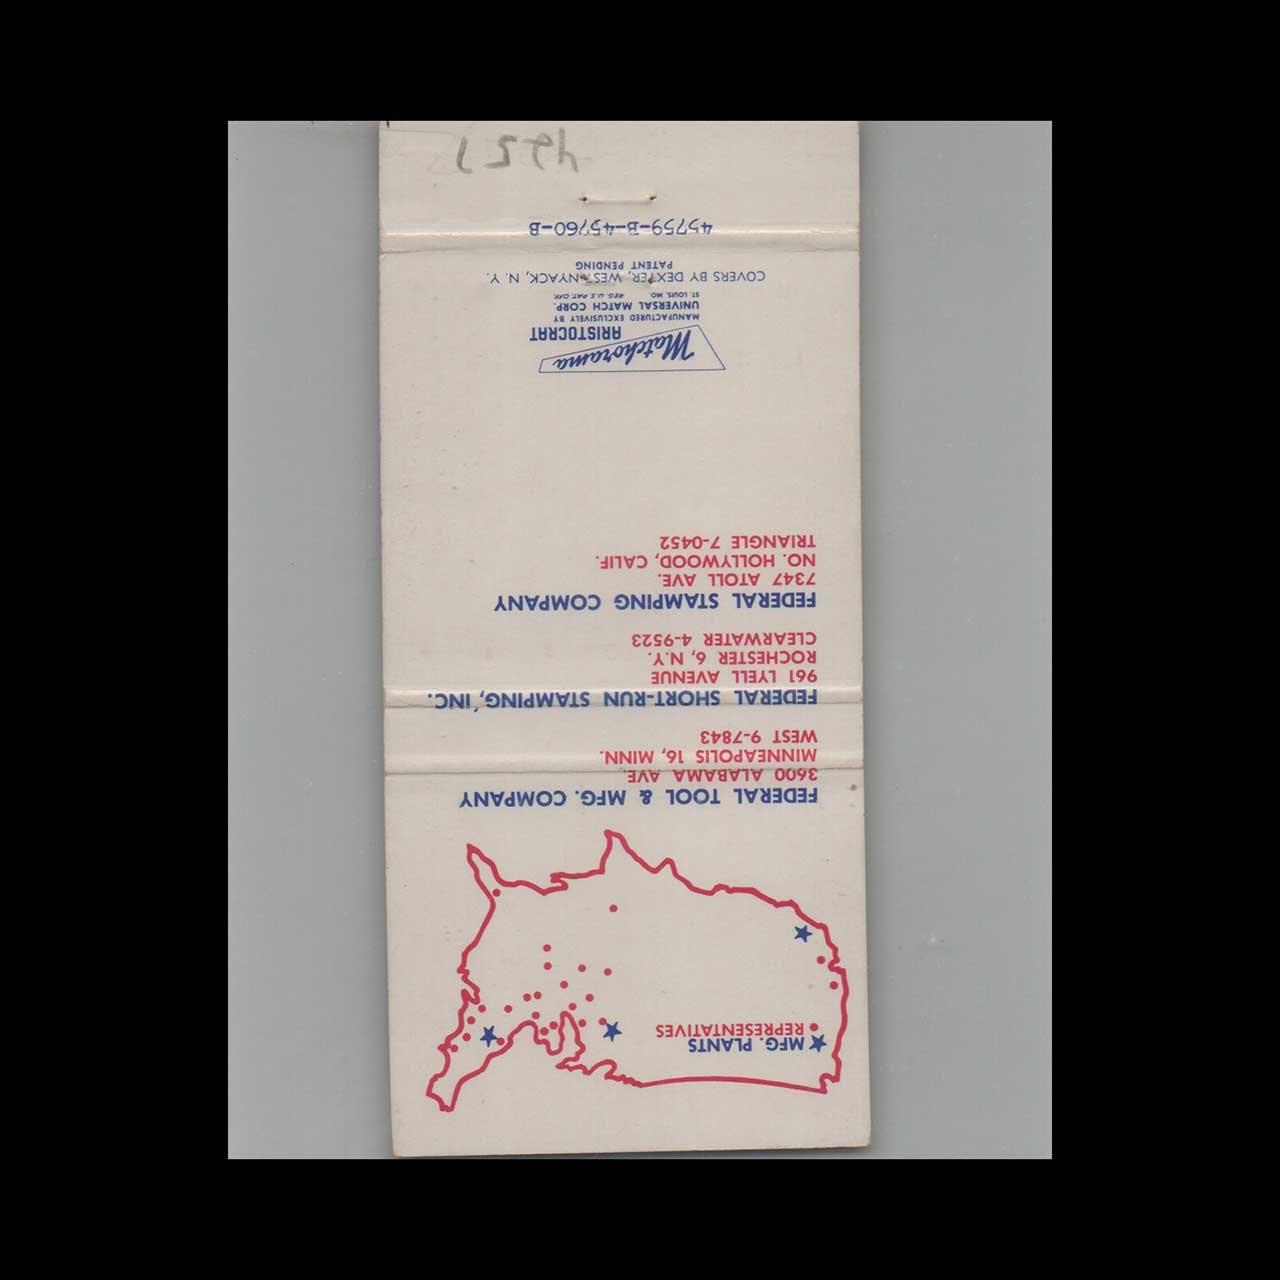 ★ MFG. PLANTS
• REPRESENTATIVES
FEDERAL TOOL & MFG. COMPANY
3600 ALABAMA AVE.
MINNEAPOLIS 16, MINN.
WEST 9-7843
FEDERAL SHORT-RUN STAMPING, INC.
961 LYELL AVENUE
ROCHESTER 6, N.Y.
CLEARWATER 4-9523
FEDERAL STAMPING COMPANY
7347 ATOLL AVE.
NO. HOLLYWOOD, CALIF.
TRIANGLE 7-0452
Matchorama
ARISTOCRAT
MANUFACTURED EXCLUSIVELY BY
UNIVERSAL MATCH CORP.
ST. LOUIS, MO. REG. U.S. PAT. OFF.
COVERS BY DEXTER, WEST NYACK, N. Y.
PATENT PENDING
45759-B-45760-B